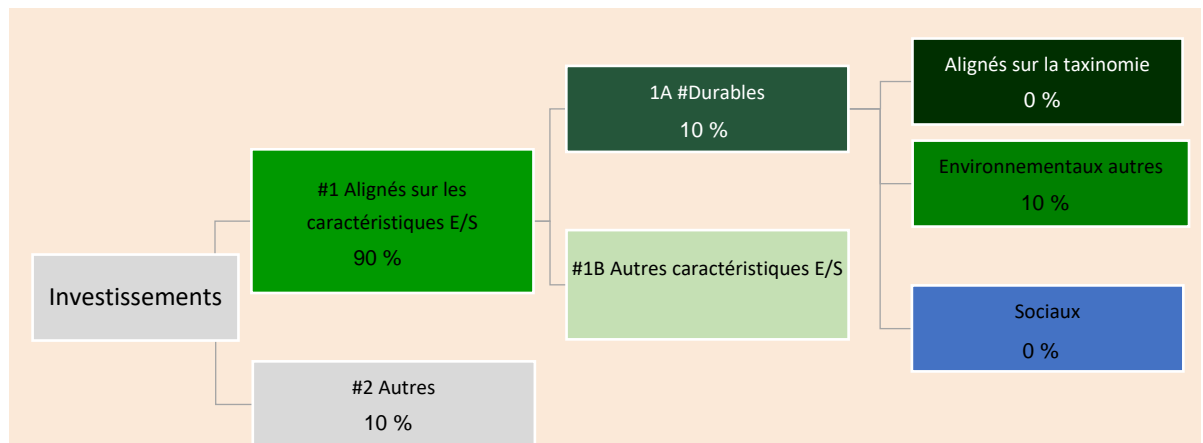 Investissements
#1 Alignés sur les
caractéristiques E/S
90 %
#2 Autres
10 %
1A #Durables
10 %
#1B Autres caractéristiques E/S
Alignés sur la taxinomie
0 %
Environnementaux autres
10 %
Sociaux
0 %